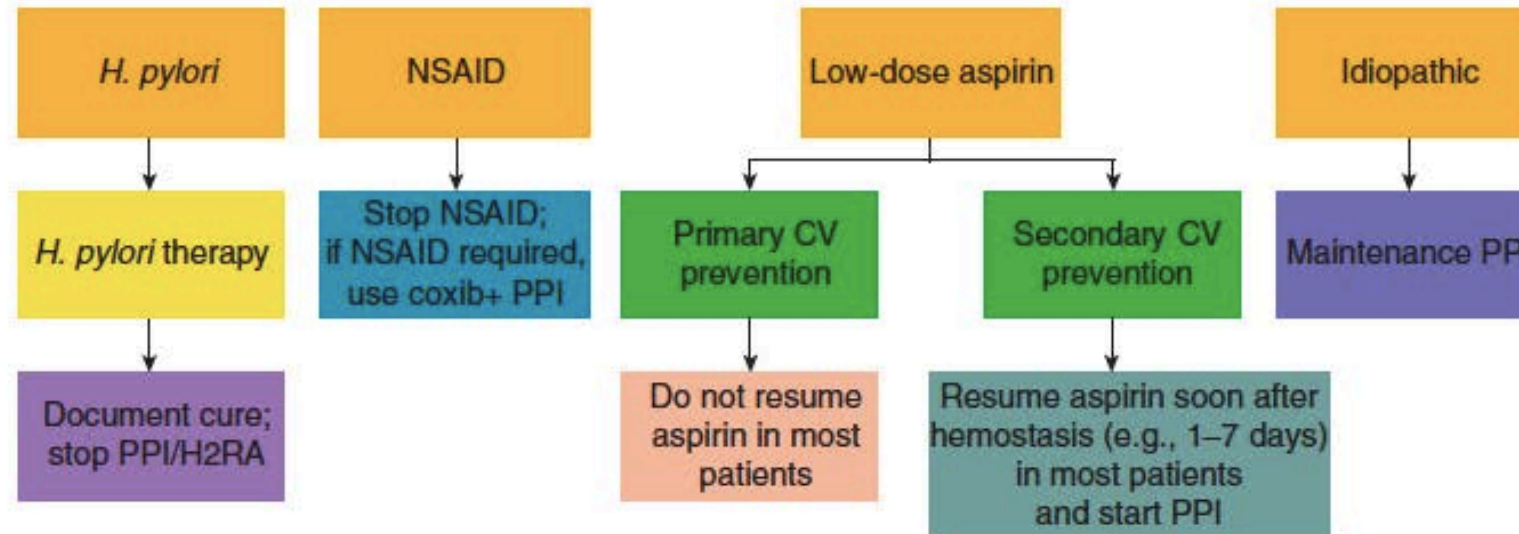 H. pylori
NSAID
Low-dose aspirin
Idiopathic
H. pylori therapy
Stop NSAID;
if NSAID required,
use coxib+ PPI
Primary CV
prevention
Secondary CV
prevention
Maintenance PP
Document cure;
stop PPI/H2RA
Do not resume
aspirin in most
patients
Resume aspirin soon after
hemostasis (e.g., 1–7 days)
in most patients
and start PPI